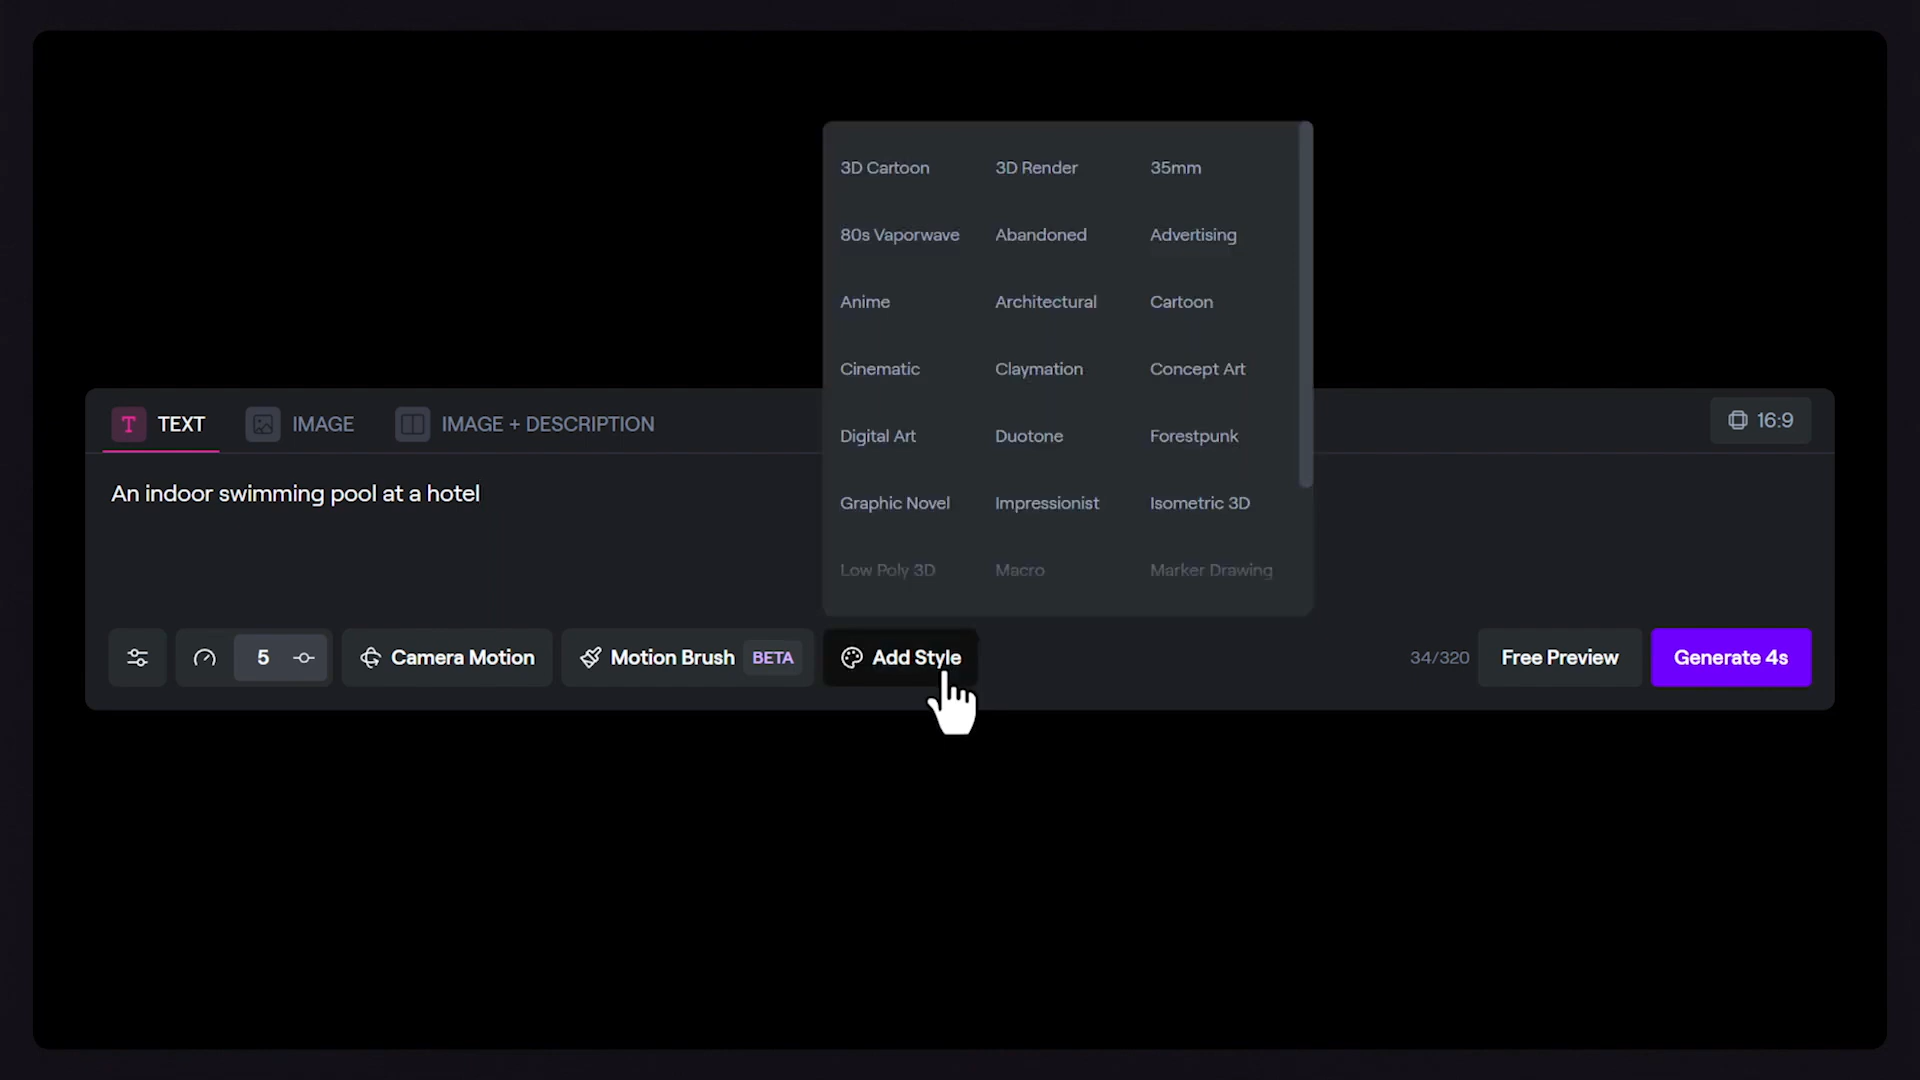 3D Cartoon 3D Render 35mm
80s Vaporwave Abandoned Advertising
Anime Architectural Cartoon
Cinematic Claymation Concept Art
T TEXT IMAGE IMAGE + DESCRIPTION 16:9
Digital Art Duotone Forestpunk
An indoor swimming pool at a hotel
Graphic Novel Impressionist Isometric 3D
Low Poly 3D Macro Marker Drawing
5 Camera Motion Motion Brush BETA Add Style 34/320 Free Preview Generate 4s